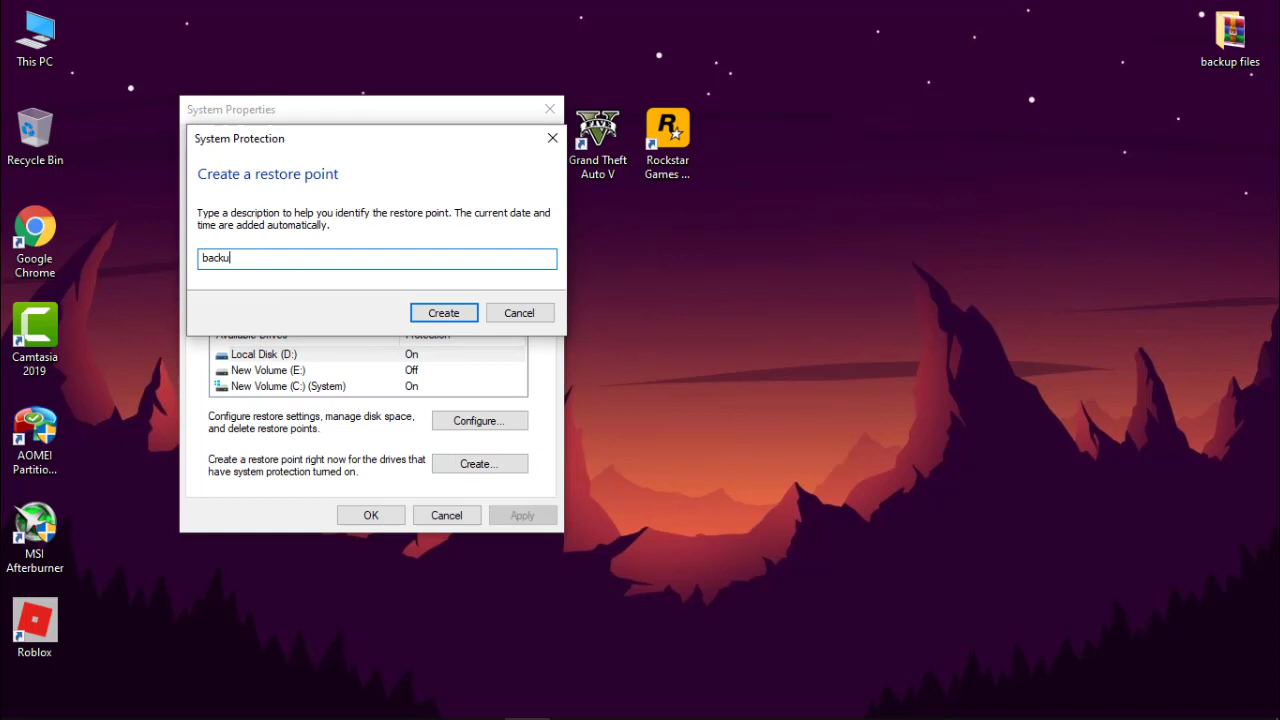 This PC
Recycle Bin
Google
Chrome
Camtasia
2019
AOMEI
Partitio...
MSI
Afterburner
Roblox
System Properties
System Protection
Create a restore point
Type a description to help you identify the restore point. The current date and
time are added automatically.
backu
Create
Cancel
Available Drives
Protection
Local Disk (D:)
On
New Volume (E:)
Off
New Volume (C:) (System)
On
Configure restore settings, manage disk space,
and delete restore points.
Configure...
Create a restore point right now for the drives that
have system protection turned on.
Create...
OK
Cancel
Apply
FIVE
Grand Theft
Auto V
R
Rockstar
Games ...
backup files